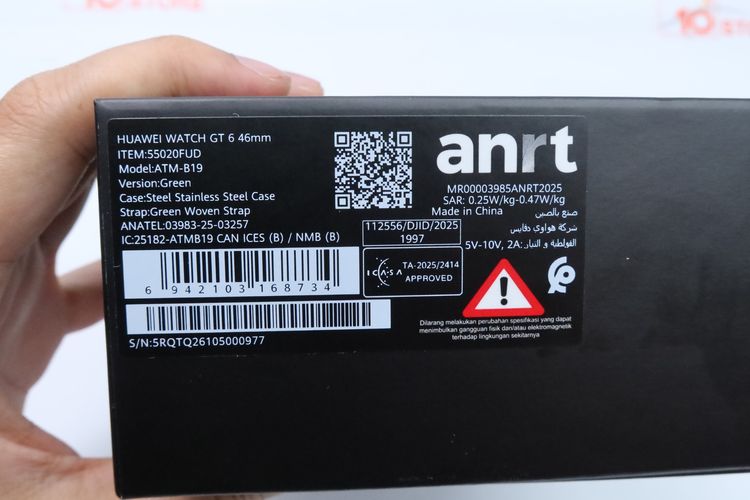 HUAWEI WATCH GT 6 46mm
ITEM:55020FUD
Model:ATM-B19
Version:Green
Case:Steel Stainless Steel Case
Strap:Green Woven Strap
ANATEL:03983-25-03257
IC:25182-ATMB19 CAN ICES (B) / NMB (B)
6 942103 168734
S/N:5RQTQ26105000977
anrt
MR00003985ANRT2025
SAR: 0.25W/kg-0.47W/kg
Made in China صنع بالصين
شركة هواوي دفايس
الفولطية و التيار: 5V-10V, 2A
112556/DJID/2025
1997
ICASA
TA-2025/2414
APPROVED
Dilarang melakukan perubahan spesifikasi yang dapat
menimbulkan gangguan fisik dan/atau elektromagnetik
terhadap lingkungan sekitarnya
10
STORE